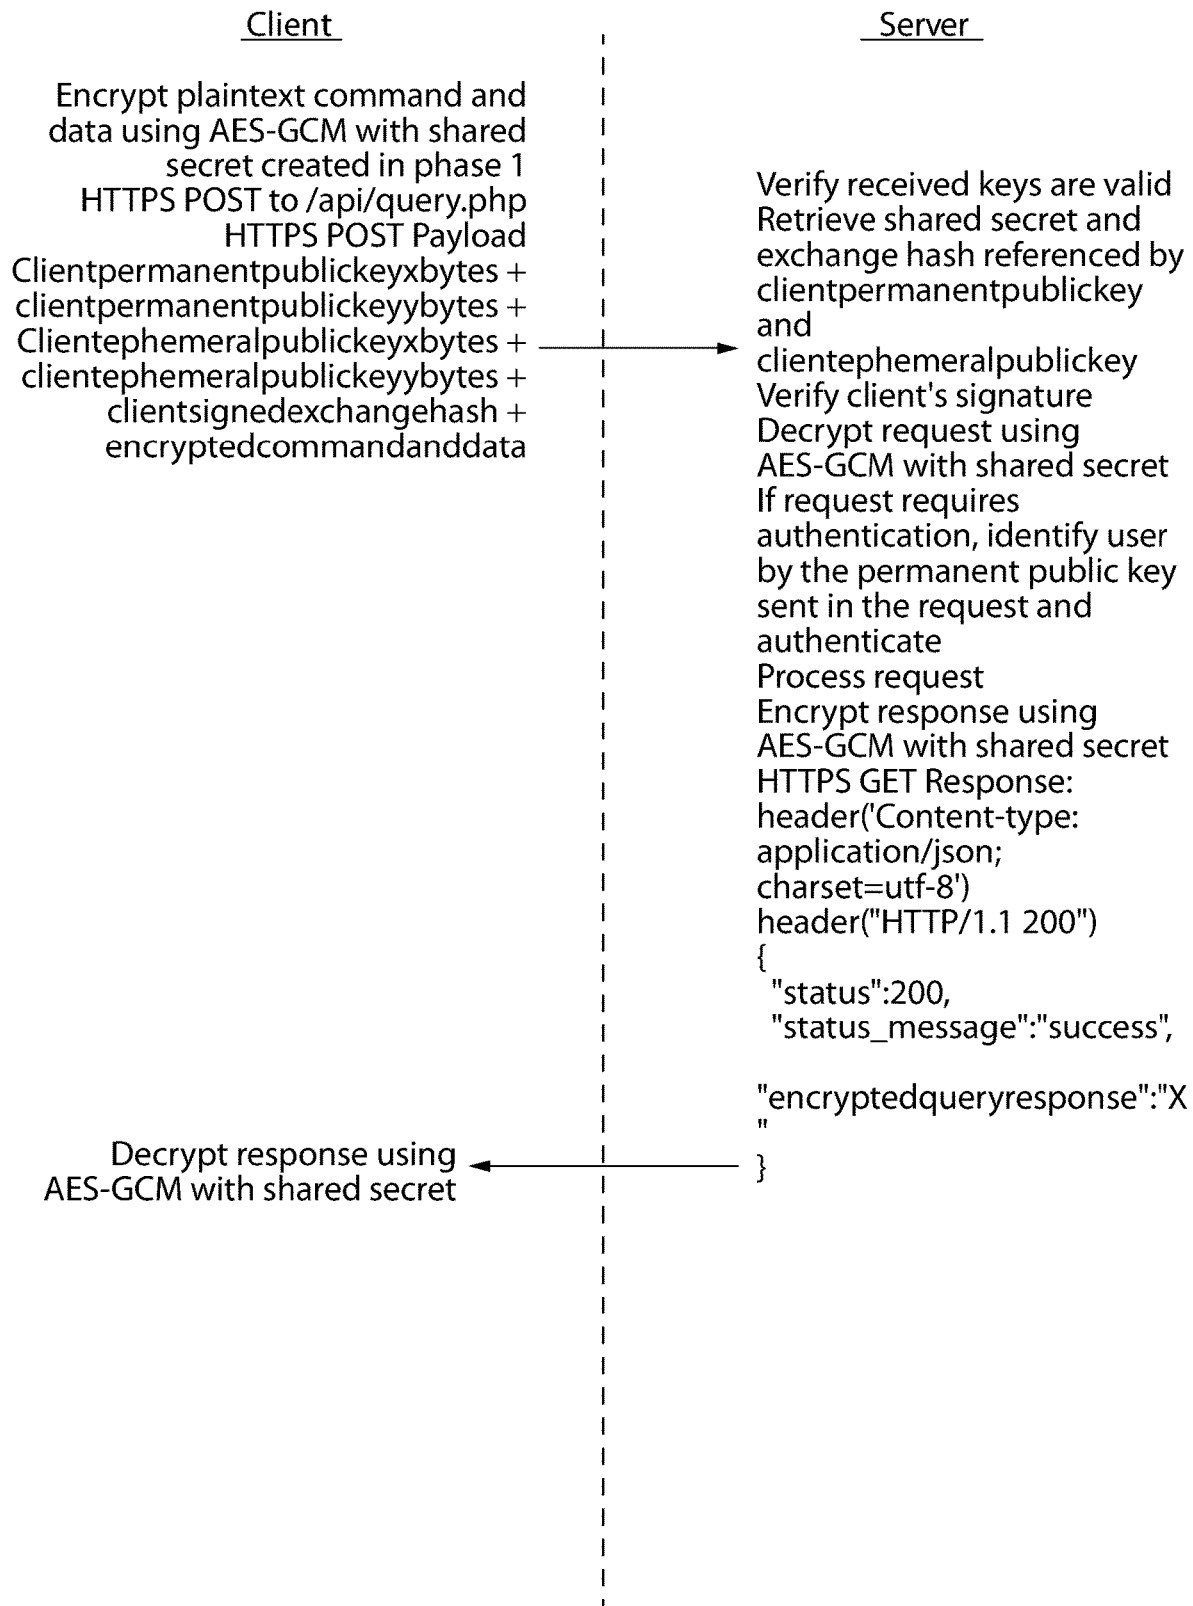 Client
Server
Encrypt plaintext command and
data using AES-GCM with shared
secret created in phase 1
HTTPS POST to /api/query.php
HTTPS POST Payload
Clientpermanentpublickeyxbytes +
clientpermanentpublickeyybytes +
Clientephemeralpublickeyxbytes +
clientephemeralpublickeyybytes +
clientsignedexchangehash +
encryptedcommandanddata
Verify received keys are valid
Retrieve shared secret and
exchange hash referenced by
clientpermanentpublickey
and
clientephemeralpublickey
Verify client's signature
Decrypt request using
AES-GCM with shared secret
If request requires
authentication, identify user
by the permanent public key
sent in the request and
authenticate
Process request
Encrypt response using
AES-GCM with shared secret
HTTPS GET Response:
header('Content-type:
application/json;
charset=utf-8')
header("HTTP/1.1 200")
{
"status":200,
"status_message":"success",
"encryptedqueryresponse":"X
"
}
Decrypt response using
AES-GCM with shared secret